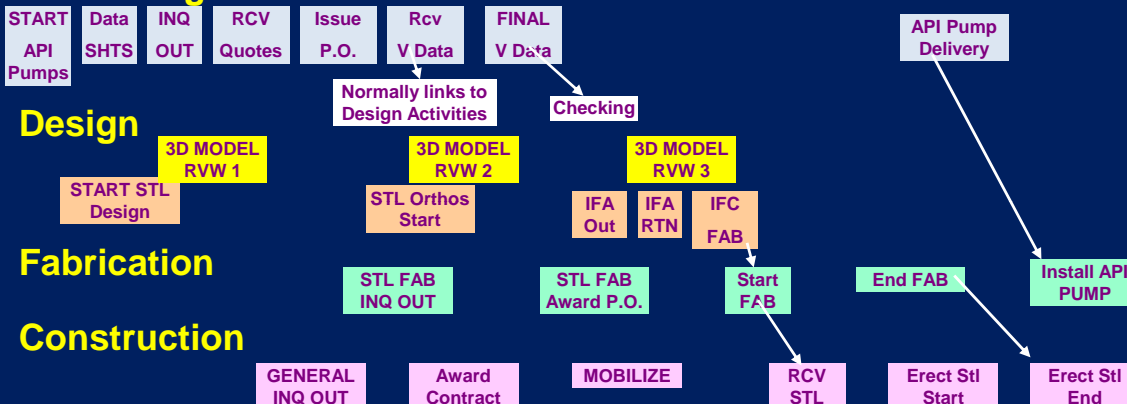 START
API
Pumps
Data
SHTS
INQ
OUT
RCV
Quotes
Issue
P.O.
Rcv
V Data
FINAL
V Data
API Pump
Delivery
Normally links to
Design Activities
Checking
Design
3D MODEL
RVW 1
3D MODEL
RVW 2
3D MODEL
RVW 3
START STL
Design
STL Orthos
Start
IFA
Out
IFA
RTN
IFC
FAB
Fabrication
STL FAB
INQ OUT
STL FAB
Award P.O.
Start
FAB
End FAB
Install API
PUMP
Construction
GENERAL
INQ OUT
Award
Contract
MOBILIZE
RCV
STL
Erect Stl
Start
Erect Stl
End